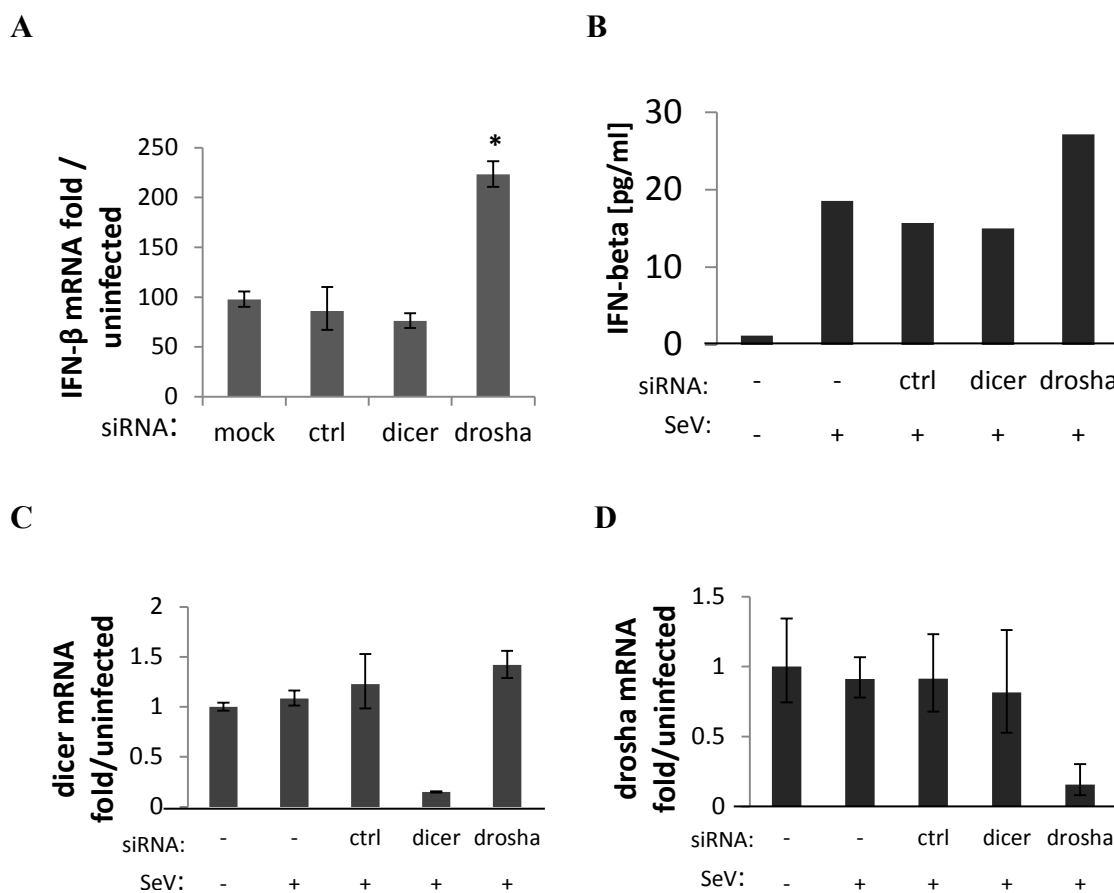 A
IFN-β mRNA fold /
uninfected
250
200
150
100
50
0
*
siRNA: mock ctrl dicer drosha
B
IFN-beta [pg/ml]
30
20
10
0
siRNA: - - ctrl dicer drosha
SeV: - + + + +
C
dicer mRNA
fold/uninfected
2
1.5
1
0.5
0
siRNA: - - ctrl dicer drosha
SeV: - + + + +
D
drosha mRNA
fold/uninfected
1.5
1
0.5
0
siRNA: - - ctrl dicer drosha
SeV: - + + + +